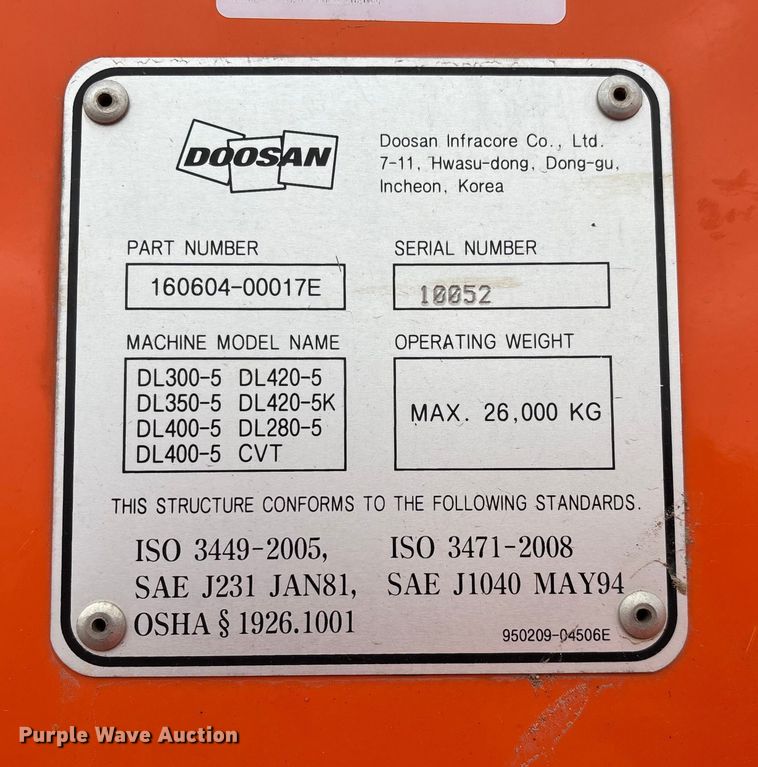 DOOSAN
Doosan Infracore Co., Ltd.
7-11, Hwasu-dong, Dong-gu,
Incheon, Korea
PART NUMBER
160604-00017E
SERIAL NUMBER
10052
MACHINE MODEL NAME
DL300-5 DL420-5
DL350-5 DL420-5K
DL400-5 DL280-5
DL400-5 CVT
OPERATING WEIGHT
MAX. 26,000 KG
THIS STRUCTURE CONFORMS TO THE FOLLOWING STANDARDS.
ISO 3449-2005, ISO 3471-2008
SAE J231 JAN81, SAE J1040 MAY94
OSHA § 1926.1001
950209-04506E
Purple Wave Auction